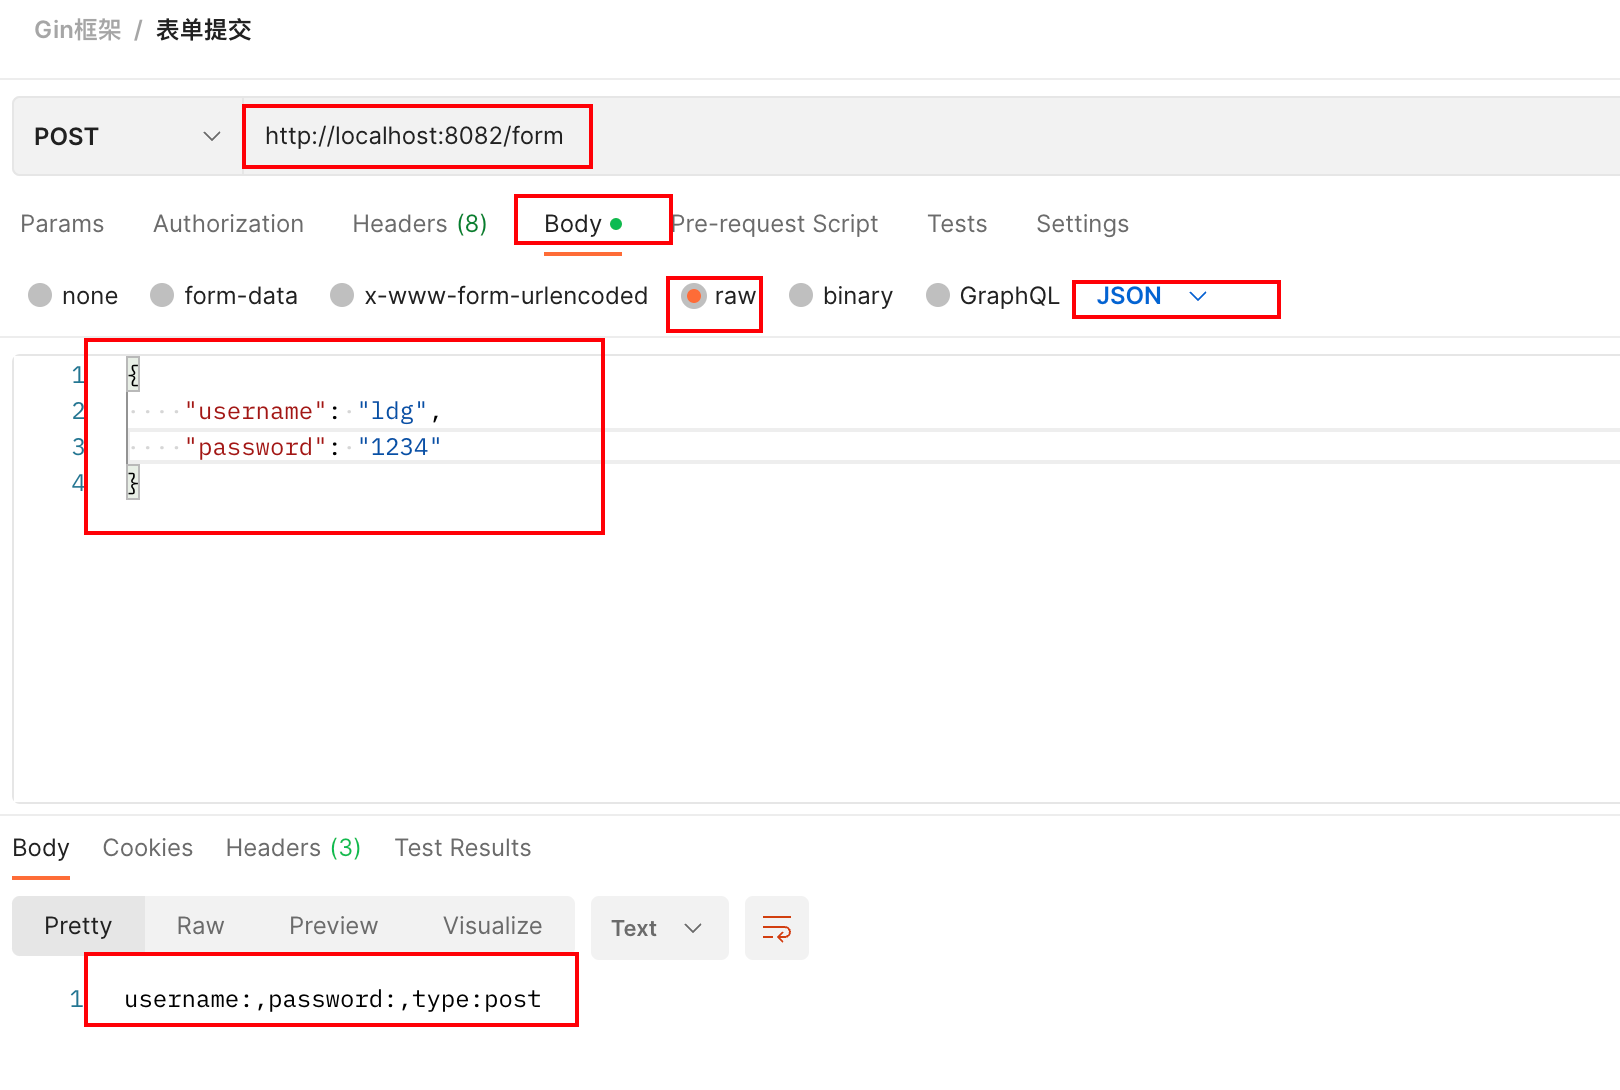 Gin框架 / 表单提交
POST http://localhost:8082/form
Params Authorization Headers (8) Body Pre-request Script Tests Settings
none form-data x-www-form-urlencoded raw binary GraphQL JSON
1 {
2 "username": "ldg",
3 "password": "1234"
4 }
Body Cookies Headers (3) Test Results
Pretty Raw Preview Visualize Text
1 username:,password:,type:post